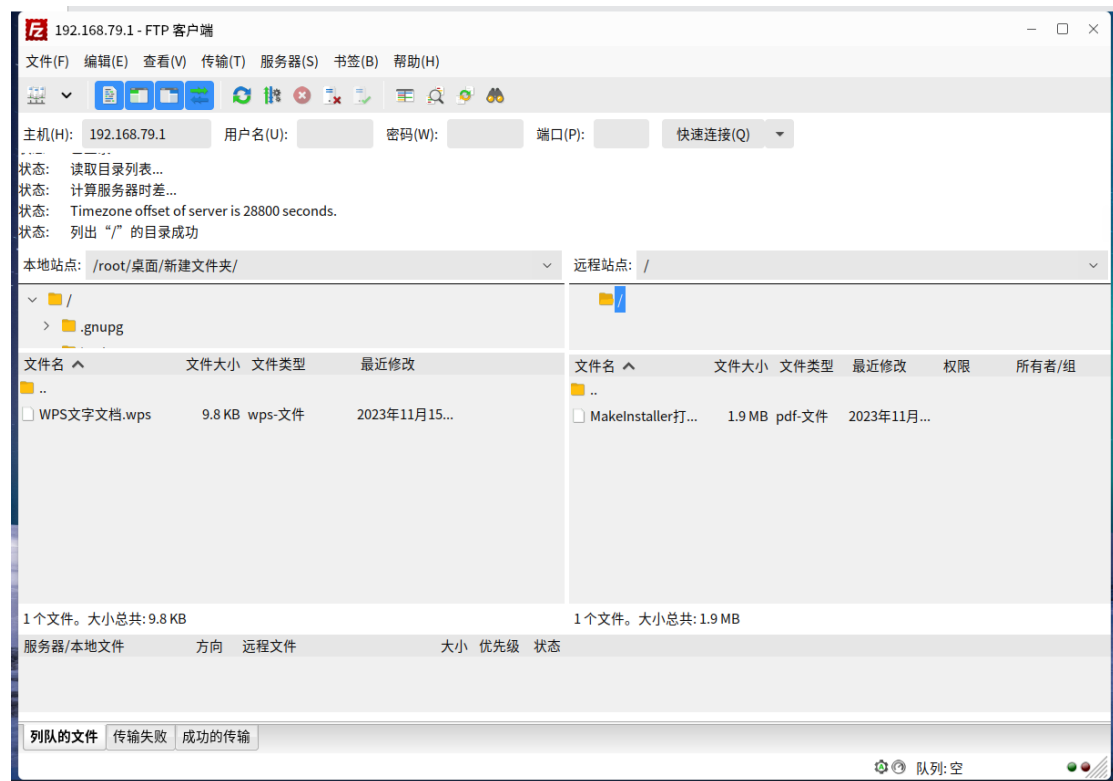 192.168.79.1 - FTP 客户端
文件(F) 编辑(E) 查看(V) 传输(T) 服务器(S) 书签(B) 帮助(H)
主机(H): 192.168.79.1 用户名(U): 密码(W): 端口(P): 快速连接(Q)
状态: 读取目录列表...
状态: 计算服务器时差...
状态: Timezone offset of server is 28800 seconds.
状态: 列出“/”的目录成功
本地站点: /root/桌面/新建文件夹/ 远程站点: /
/ /
.gnupg
文件名 文件大小 文件类型 最近修改 文件名 文件大小 文件类型 最近修改 权限 所有者/组
.. ..
WPS文字文档.wps 9.8 KB wps-文件 2023年11月15... MakeInstaller打... 1.9 MB pdf-文件 2023年11月...
1个文件。大小总共: 9.8 KB 1个文件。大小总共: 1.9 MB
服务器/本地文件 方向 远程文件 大小 优先级 状态
列队的文件 传输失败 成功的传输
队列: 空